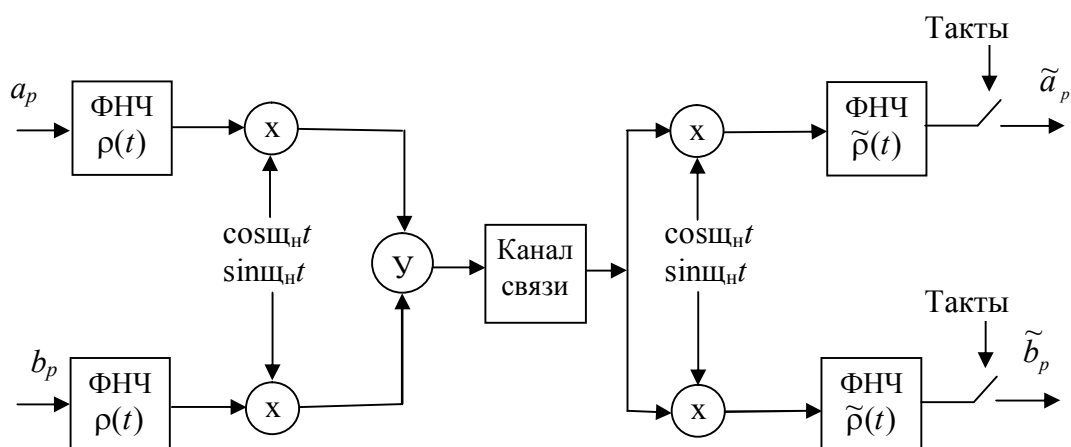 Такты
a_p
ФНЧ
ρ(t)
x
x
ФНЧ
ρ̃(t)
ã_p
cosщ_нt
sinщ_нt
У
Канал
связи
cosщ_нt
sinщ_нt
Такты
b_p
ФНЧ
ρ(t)
x
x
ФНЧ
ρ̃(t)
b̃_p